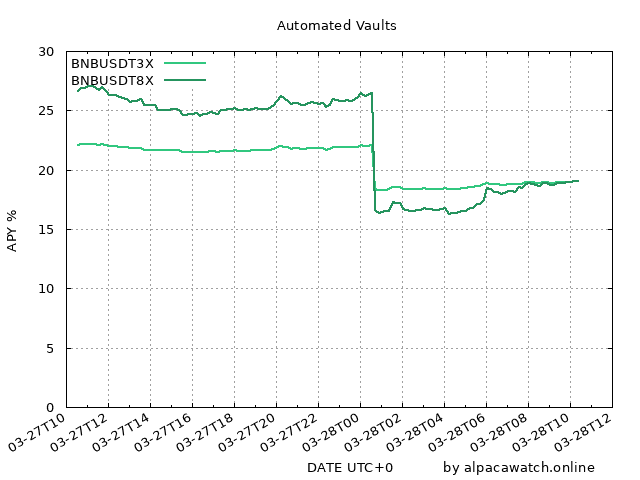 Automated Vaults
BNBUSDT3X
BNBUSDT8X
APY %
30
25
20
15
10
5
0
03-27T10
03-27T12
03-27T14
03-27T16
03-27T18
03-27T20
03-27T22
03-28T00
03-28T02
03-28T04
03-28T06
03-28T08
03-28T10
03-28T12
DATE UTC+0
by alpacawatch.online